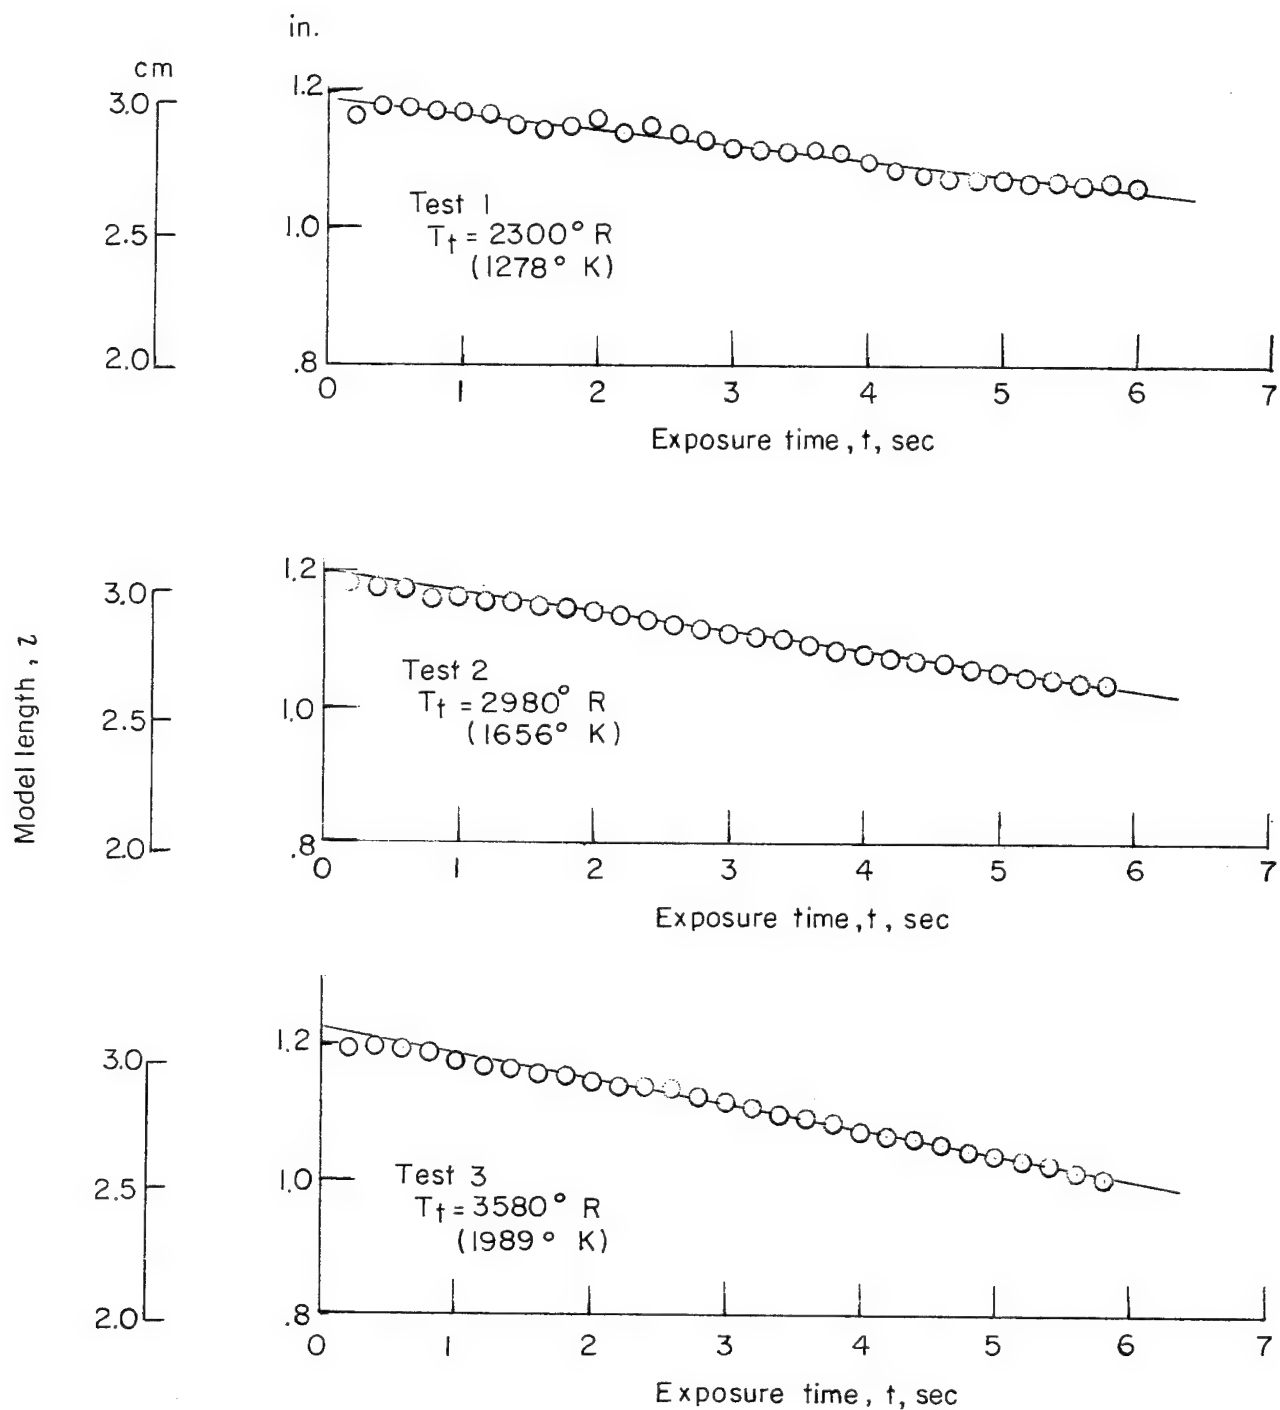 in.
cm
3.0
2.5
2.0
1.2
1.0
.8
Test 1
Tt = 2300° R
(1278° K)
0 1 2 3 4 5 6 7
Exposure time, t, sec
Model length, l
3.0
2.5
2.0
1.2
1.0
.8
Test 2
Tt = 2980° R
(1656° K)
0 1 2 3 4 5 6 7
Exposure time, t, sec
3.0
2.5
2.0
1.2
1.0
.8
Test 3
Tt = 3580° R
(1989° K)
0 1 2 3 4 5 6 7
Exposure time, t, sec